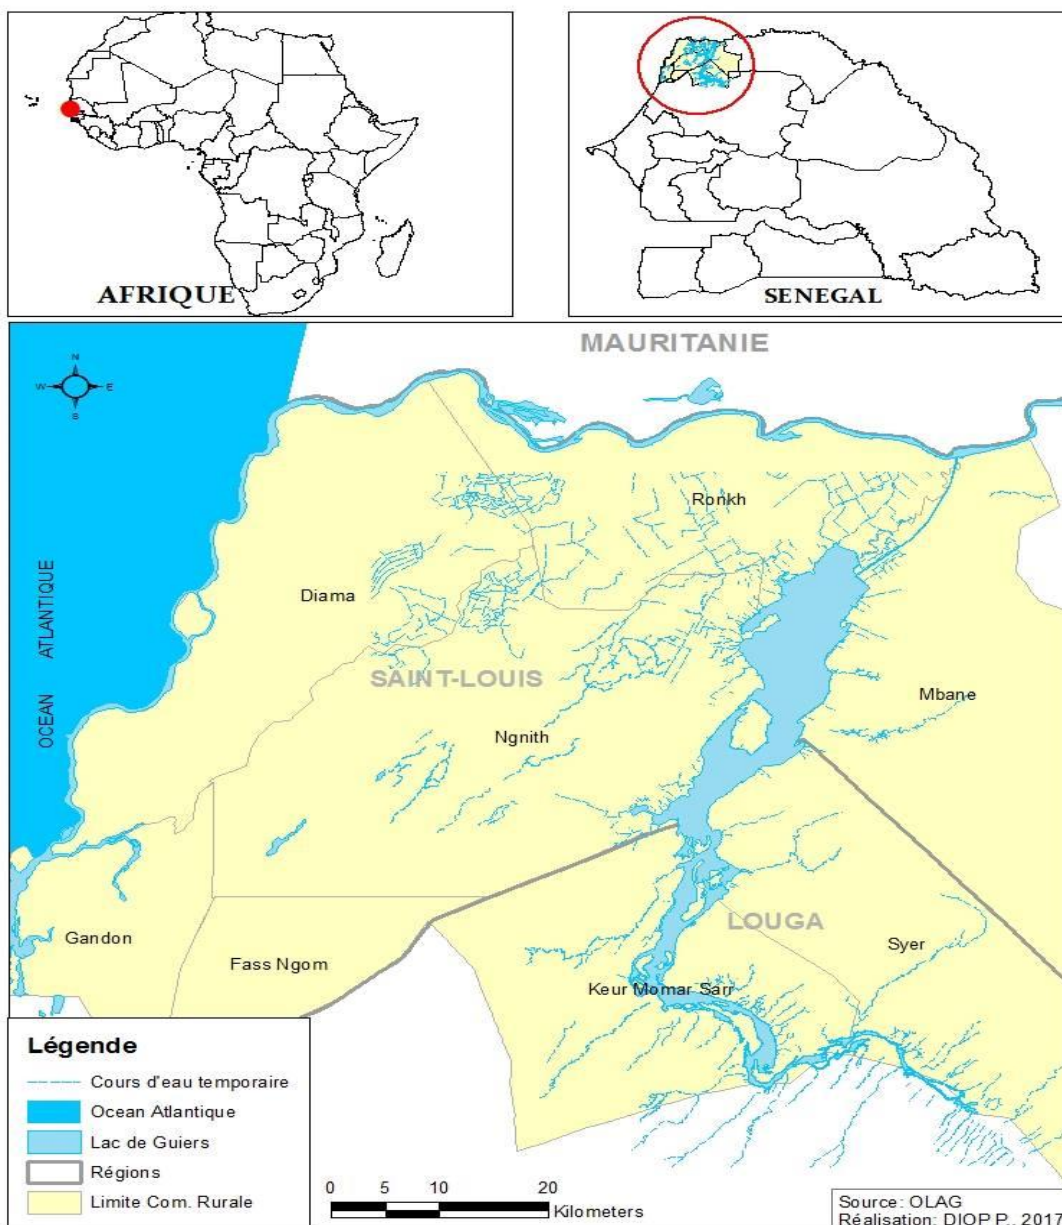 AFRIQUE
SENEGAL
MAURITANIE
N
W
E
S
OCEAN ATLANTIQUE
Ronkh
Diama
SAINT-LOUIS
Mbane
Ngnith
LOUGA
Gandon
Syer
Fass Ngom
Keur Momar Sarr
Légende
Cours d'eau temporaire
Ocean Atlantique
Lac de Guiers
Régions
Limite Com. Rurale
0 5 10 20
Kilometers
Source: OLAG
Réalisation: DIOP P., 2017